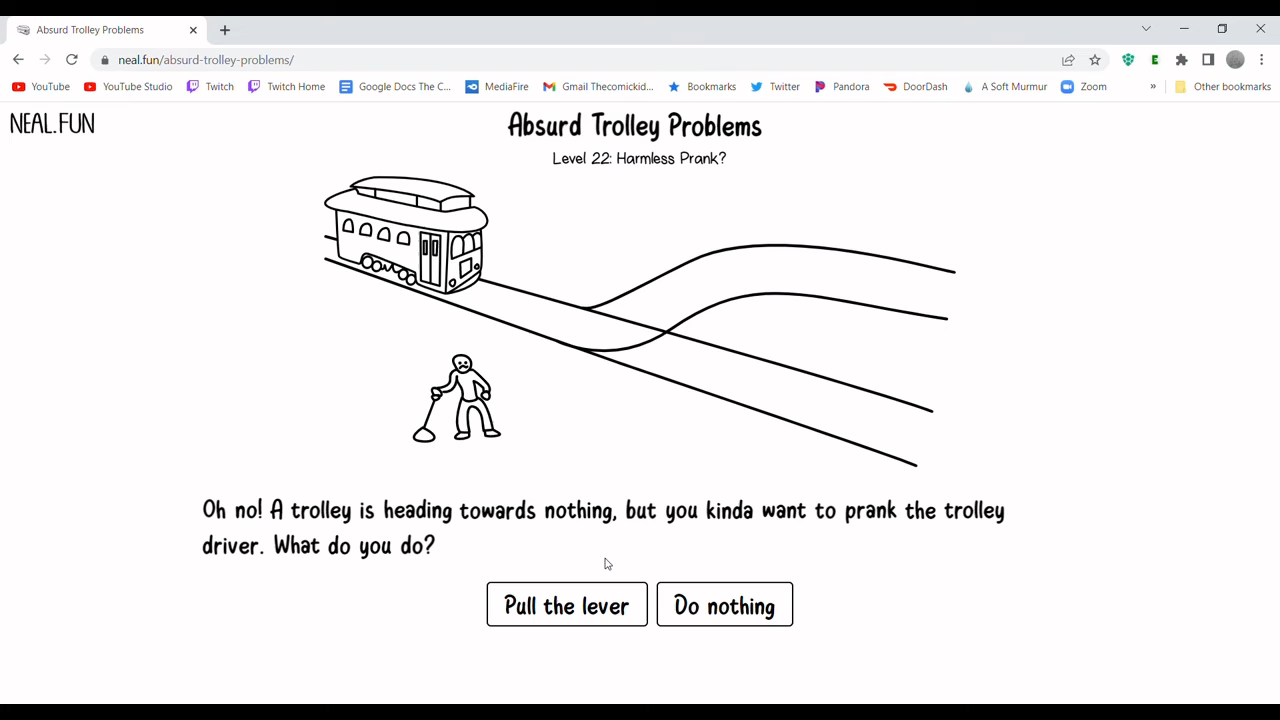 Absurd Trolley Problems
neal.fun/absurd-trolley-problems/
YouTube YouTube Studio Twitch Twitch Home Google Docs The C... MediaFire Gmail Thecomickid... Bookmarks Twitter Pandora DoorDash A Soft Murmur Zoom » Other bookmarks
NEAL.FUN
Absurd Trolley Problems
Level 22: Harmless Prank?
Oh no! A trolley is heading towards nothing, but you kinda want to prank the trolley
driver. What do you do?
Pull the lever Do nothing